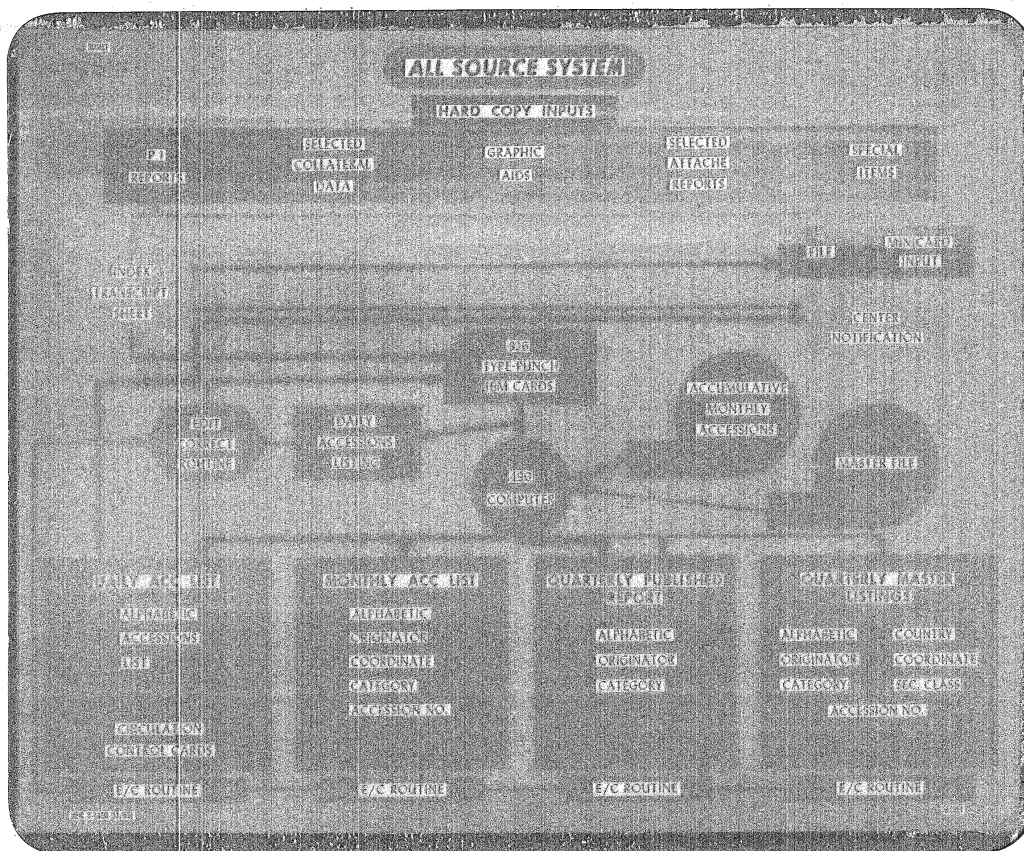 ALL SOURCE SYSTEM
HARD COPY INPUTS
P I
REPORTS
SELECTED
COLLATERAL
DATA
GRAPHIC
AIDS
SELECTED
ATTACHE
REPORTS
SPECIAL
ITEMS
FILE
MINICARD
INPUT
INDEX
TRANSCRIPT
SHEET
CENTER
NOTIFICATION
TYPE-PUNCH
IBM CARDS
ACCUMULATIVE
MONTHLY
ACCESSIONS
EDIT
CORRECT
ROUTINE
DAILY
ACCESSIONS
LISTING
MASTER FILE
COMPUTER
DAILY ACC LIST
ALPHABETIC
ACCESSIONS
LIST
CIRCULATION
CONTROL CARDS
E/C ROUTINE
MONTHLY ACC LIST
ALPHABETIC
ORIGINATOR
COORDINATE
CATEGORY
ACCESSION NO.
E/C ROUTINE
QUARTERLY PUBLISHED
REPORT
ALPHABETIC
ORIGINATOR
CATEGORY
E/C ROUTINE
QUARTERLY MASTER
LISTINGS
ALPHABETIC COUNTRY
ORIGINATOR COORDINATE
CATEGORY SEC. CLASS
ACCESSION NO.
E/C ROUTINE